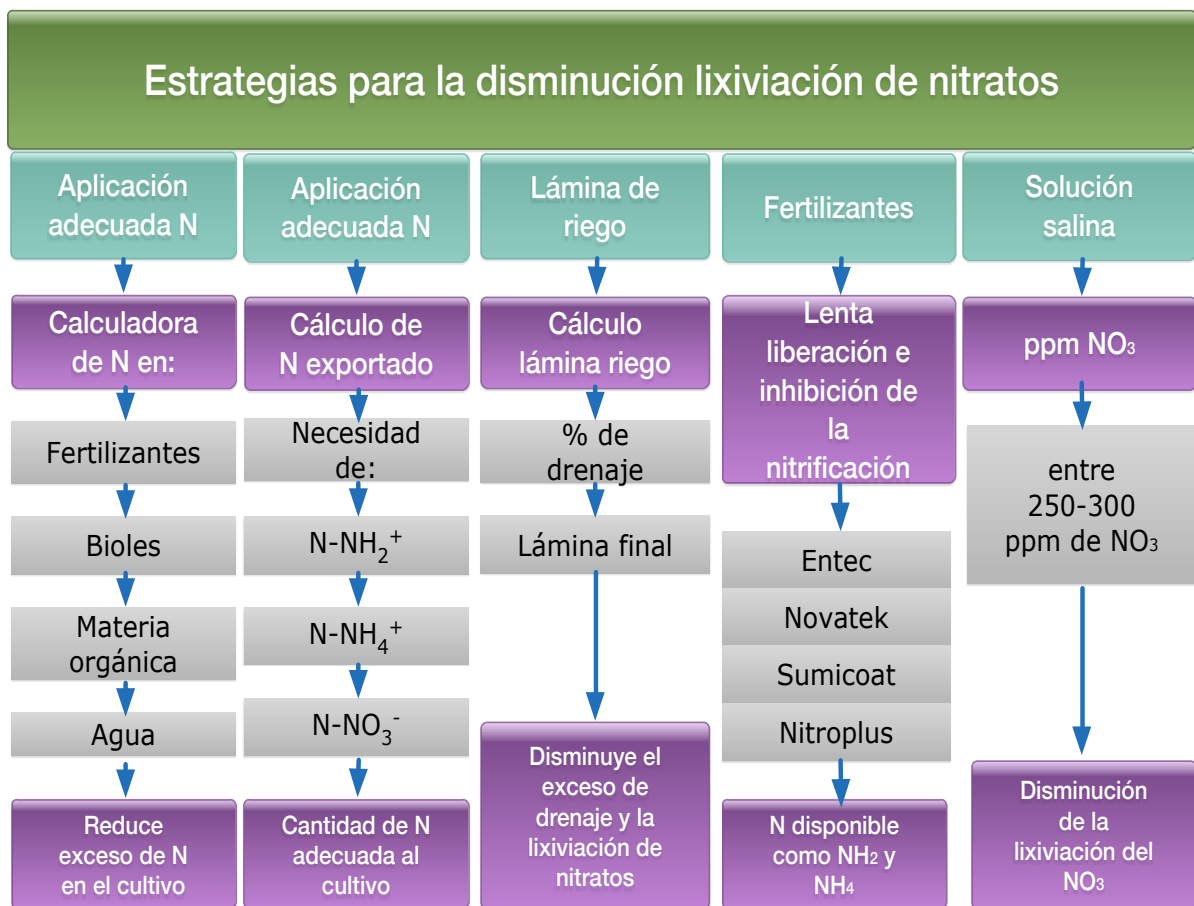 Estrategias para la disminución lixiviación de nitratos
Aplicación
adecuada N
Calculadora
de N en:
Fertilizantes
Bioles
Materia
orgánica
Agua
Reduce
exceso de N
en el cultivo
Aplicación
adecuada N
Cálculo de
N exportado
Necesidad
de:
N-NH₂⁺
N-NH₄⁺
N-NO₃⁻
Cantidad de N
adecuada al
cultivo
Lámina de
riego
Cálculo
lámina riego
% de
drenaje
Lámina final
Disminuye el
exceso de
drenaje y la
lixiviación de
nitratos
Fertilizantes
Lenta
liberación e
inhibición de
la
nitrificación
Entec
Novatek
Sumicoat
Nitroplus
N disponible
como NH₂ y
NH₄
Solución
salina
ppm NO₃
entre
250-300
ppm de NO₃
Disminución
de la
lixiviación del
NO₃